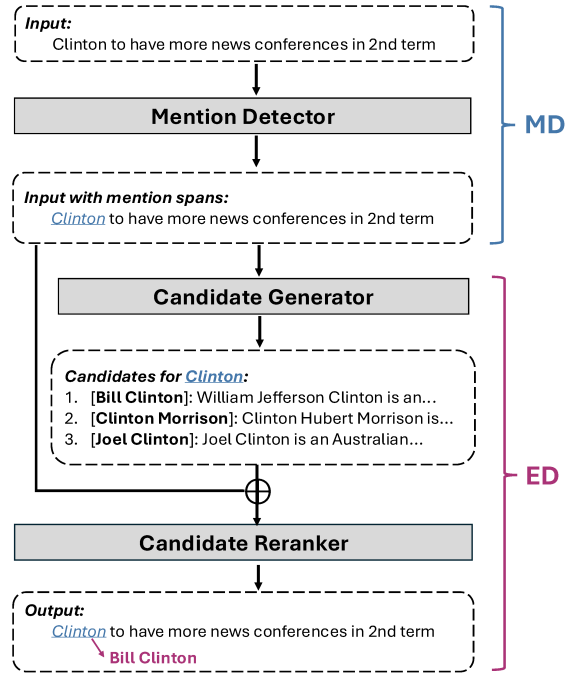 Input:
Clinton to have more news conferences in 2nd term
Mention Detector
MD
Input with mention spans:
Clinton to have more news conferences in 2nd term
Candidate Generator
Candidates for Clinton:
1. [Bill Clinton]: William Jefferson Clinton is an...
2. [Clinton Morrison]: Clinton Hubert Morrison is...
3. [Joel Clinton]: Joel Clinton is an Australian...
ED
Candidate Reranker
Output:
Clinton to have more news conferences in 2nd term
Bill Clinton